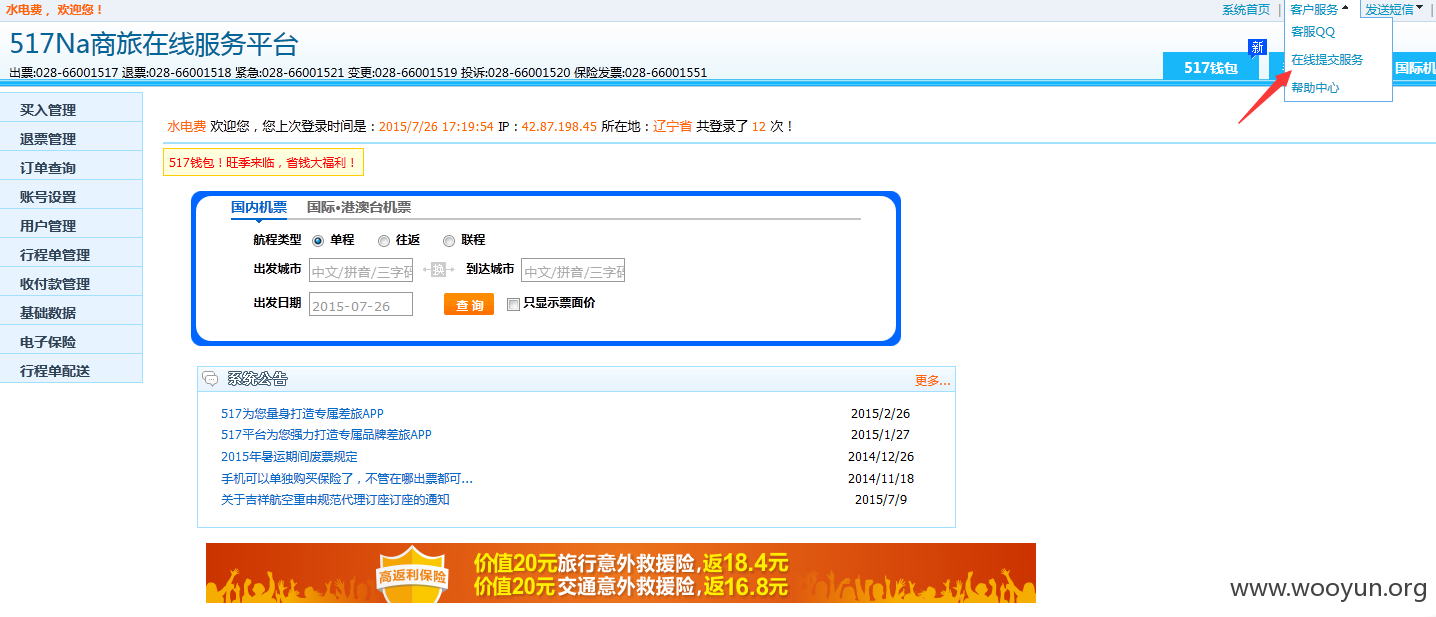 水电费 ，欢迎您！
系统首页 | 客户服务 发送短信 |
客服QQ
在线提交服务
帮助中心
517Na商旅在线服务平台
出票:028-66001517 退票:028-66001518 紧急:028-66001521 变更:028-66001519 投诉:028-66001520 保险发票:028-66001551
517钱包 新 国际机
买入管理
退票管理
订单查询
账号设置
用户管理
行程单管理
收付款管理
基础数据
电子保险
行程单配送
水电费 欢迎您，您上次登录时间是：2015/7/26 17:19:54 IP：42.87.198.45 所在地：辽宁省 共登录了 12 次！
517钱包！旺季来临，省钱大福利！
国内机票 国际•港澳台机票
航程类型 单程 往返 联程
出发城市 中文/拼音/三字码 换 到达城市 中文/拼音/三字码
出发日期 2015-07-26 查 询 只显示票面价
系统公告 更多...
517为您量身打造专属差旅APP 2015/2/26
517平台为您强力打造专属品牌差旅APP 2015/1/27
2015年暑运期间废票规定 2014/12/26
手机可以单独购买保险了，不管在哪出票都可... 2014/11/18
关于吉祥航空重申规范代理订座订座的通知 2015/7/9
高返利保险
价值20元旅行意外救援险,返18.4元
价值20元交通意外救援险,返16.8元
www.wooyun.org